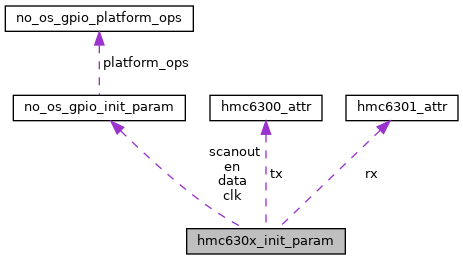 no_os_gpio_platform_ops
platform_ops
no_os_gpio_init_param
hmc6300_attr
hmc6301_attr
scanout
en
data
clk
tx
rx
hmc630x_init_param